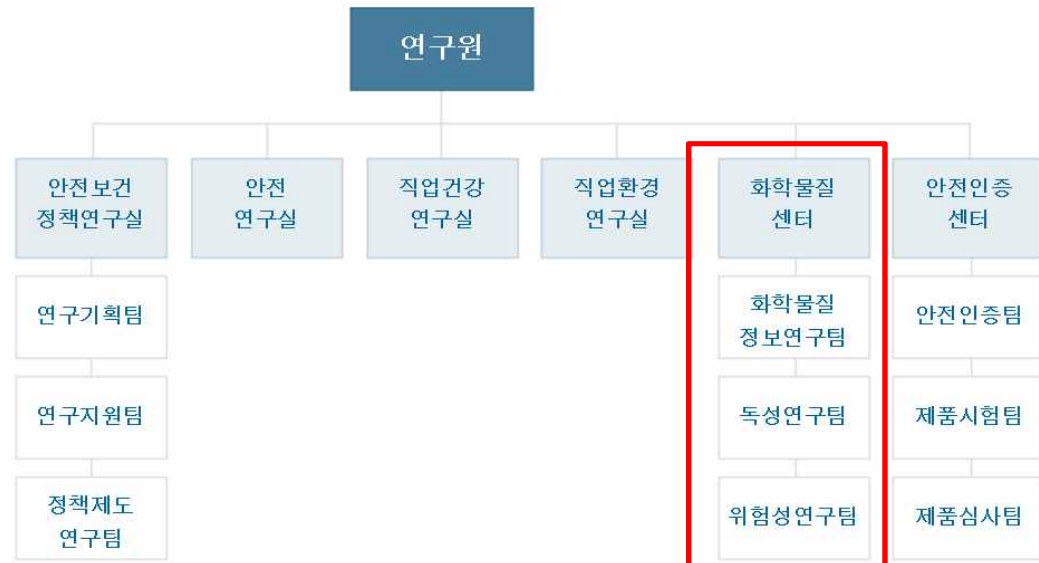 연구원
안전보건
정책연구실
안전
연구실
직업건강
연구실
직업환경
연구실
화학물질
센터
안전인증
센터
연구기획팀
화학물질
정보연구팀
안전인증팀
연구지원팀
독성연구팀
제품시험팀
정책제도
연구팀
위험성연구팀
제품심사팀